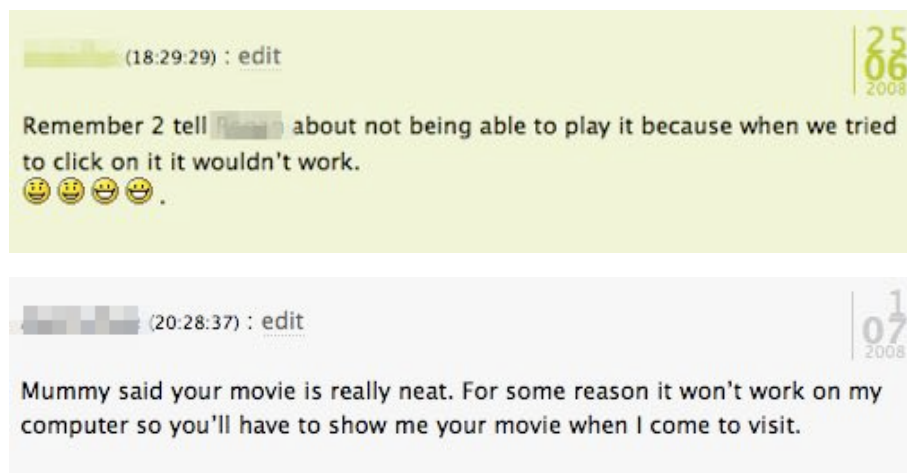 (18:29:29) : edit
25
06
2008
Remember 2 tell about not being able to play it because when we tried
to click on it it wouldn't work.
.
(20:28:37) : edit
1
07
2008
Mummy said your movie is really neat. For some reason it won't work on my
computer so you'll have to show me your movie when I come to visit.